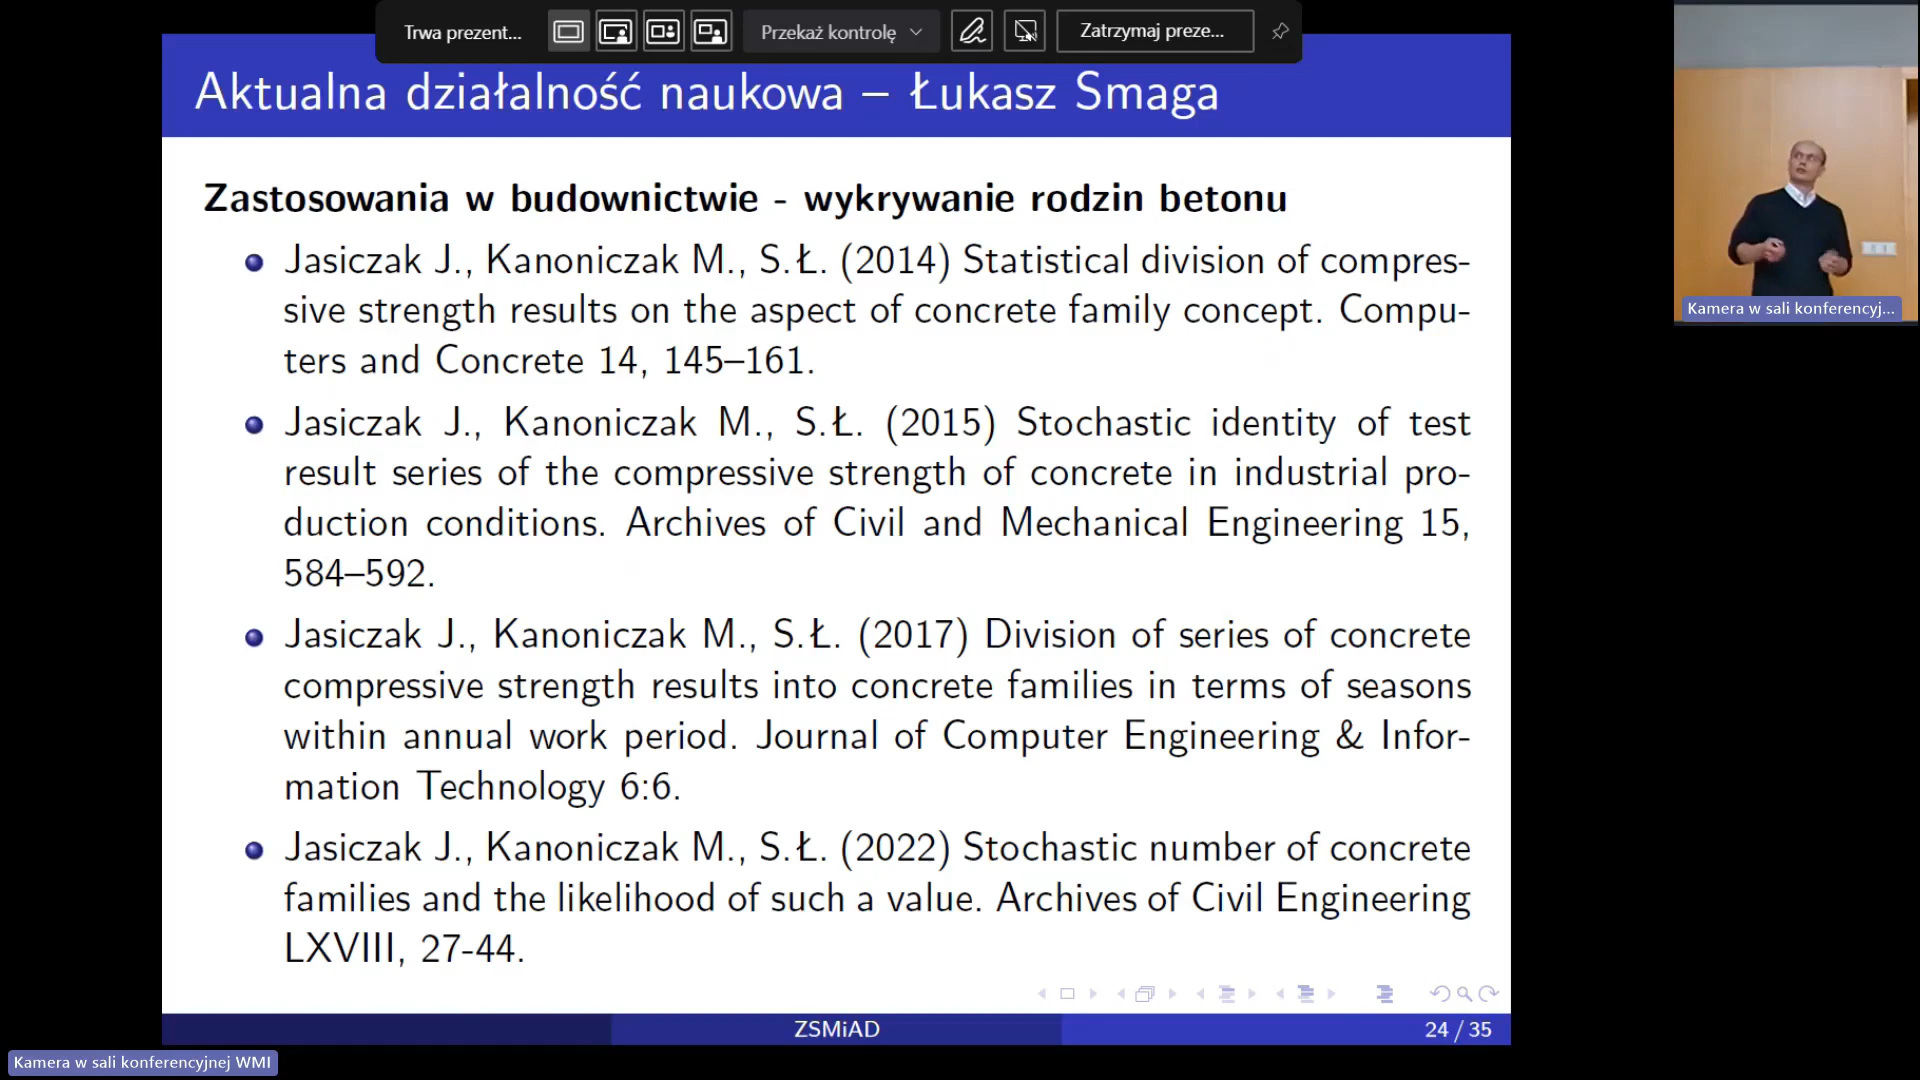 Trwa prezent...
Przekaż kontrolę
Zatrzymaj preze...
Aktualna działalność naukowa – Łukasz Smaga
Zastosowania w budownictwie - wykrywanie rodzin betonu
Jasiczak J., Kanoniczak M., S.Ł. (2014) Statistical division of compres-
sive strength results on the aspect of concrete family concept. Compu-
ters and Concrete 14, 145–161.
Jasiczak J., Kanoniczak M., S.Ł. (2015) Stochastic identity of test
result series of the compressive strength of concrete in industrial pro-
duction conditions. Archives of Civil and Mechanical Engineering 15,
584–592.
Jasiczak J., Kanoniczak M., S.Ł. (2017) Division of series of concrete
compressive strength results into concrete families in terms of seasons
within annual work period. Journal of Computer Engineering & Infor-
mation Technology 6:6.
Jasiczak J., Kanoniczak M., S.Ł. (2022) Stochastic number of concrete
families and the likelihood of such a value. Archives of Civil Engineering
LXVIII, 27-44.
ZSMiAD
24 / 35
Kamera w sali konferencyj...
Kamera w sali konferencyjnej WMI